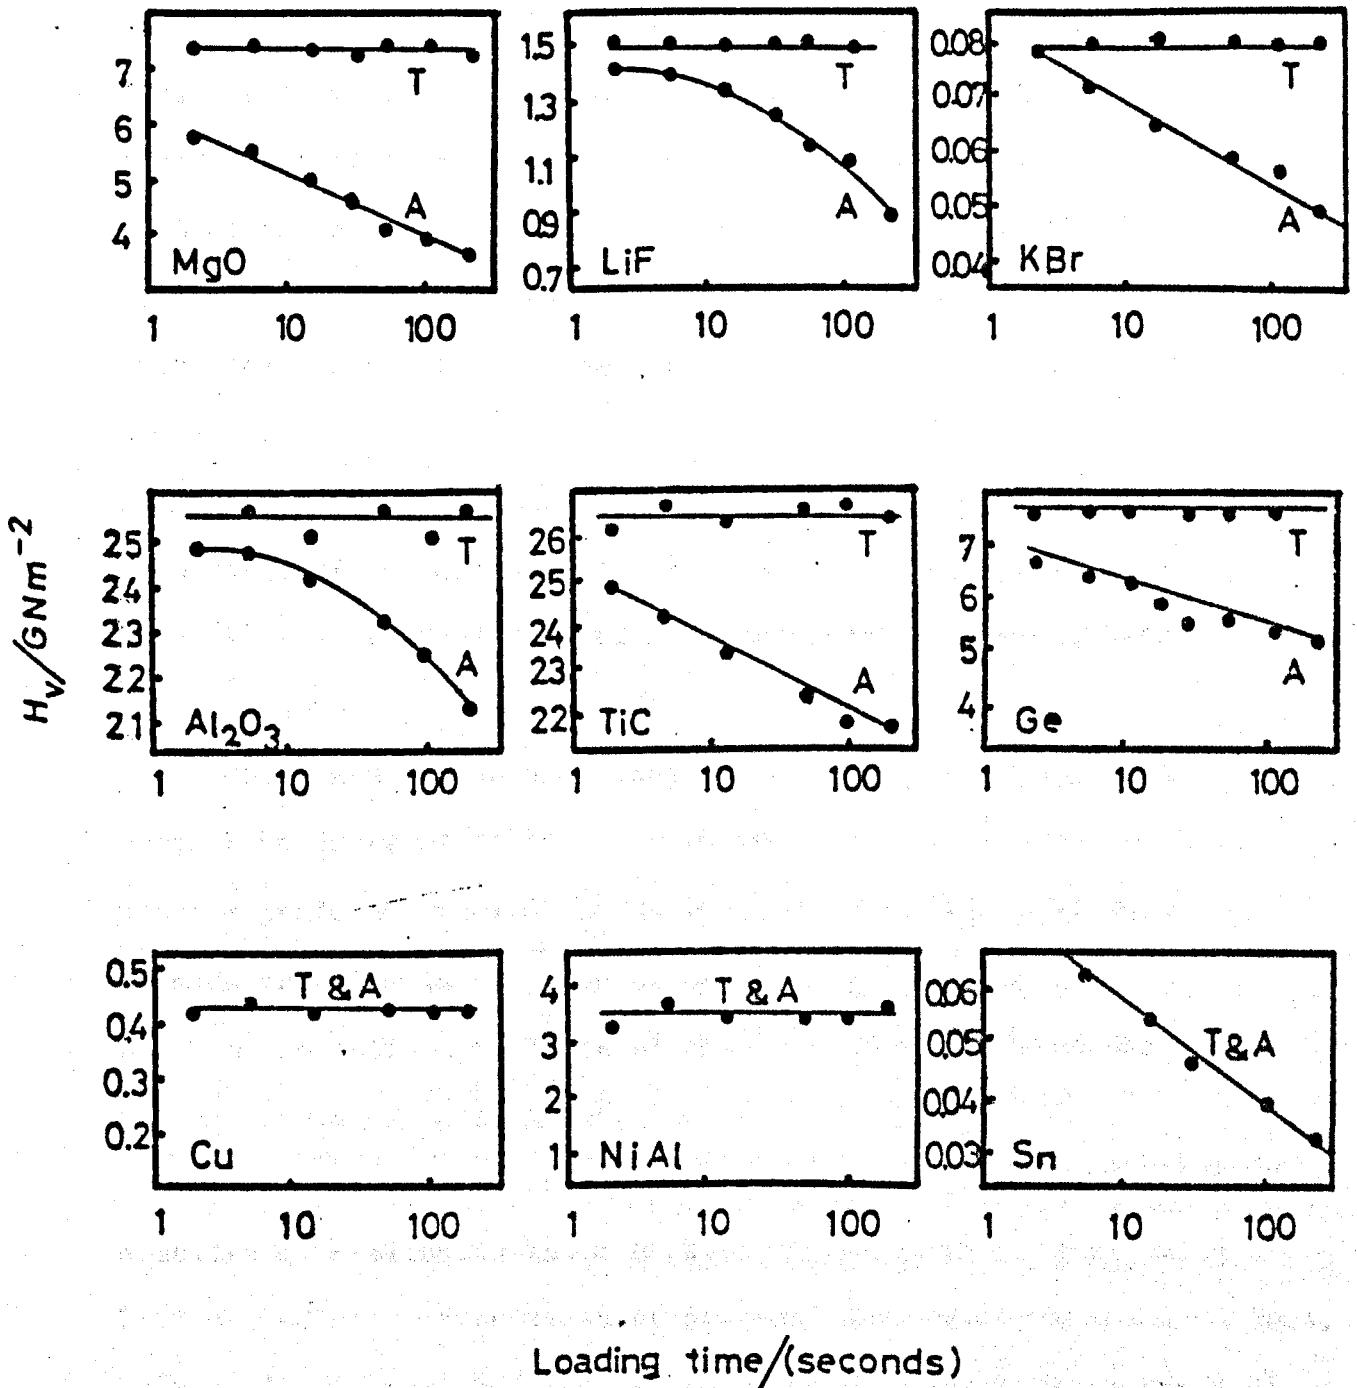 7
6
5
4
T
A
MgO
1 10 100
1.5
1.3
1.1
0.9
0.7
T
A
LiF
1 10 100
0.08
0.07
0.06
0.05
0.04
T
A
KBr
1 10 100
Hv/GNm⁻²
25
24
23
22
21
T
A
Al₂O₃
1 10 100
26
25
24
23
22
T
A
TiC
1 10 100
7
6
5
4
T
A
Ge
1 10 100
0.5
0.4
0.3
0.2
T & A
Cu
1 10 100
4
3
2
1
T & A
NiAl
1 10 100
0.06
0.05
0.04
0.03
T&A
Sn
1 10 100
Loading time/(seconds)